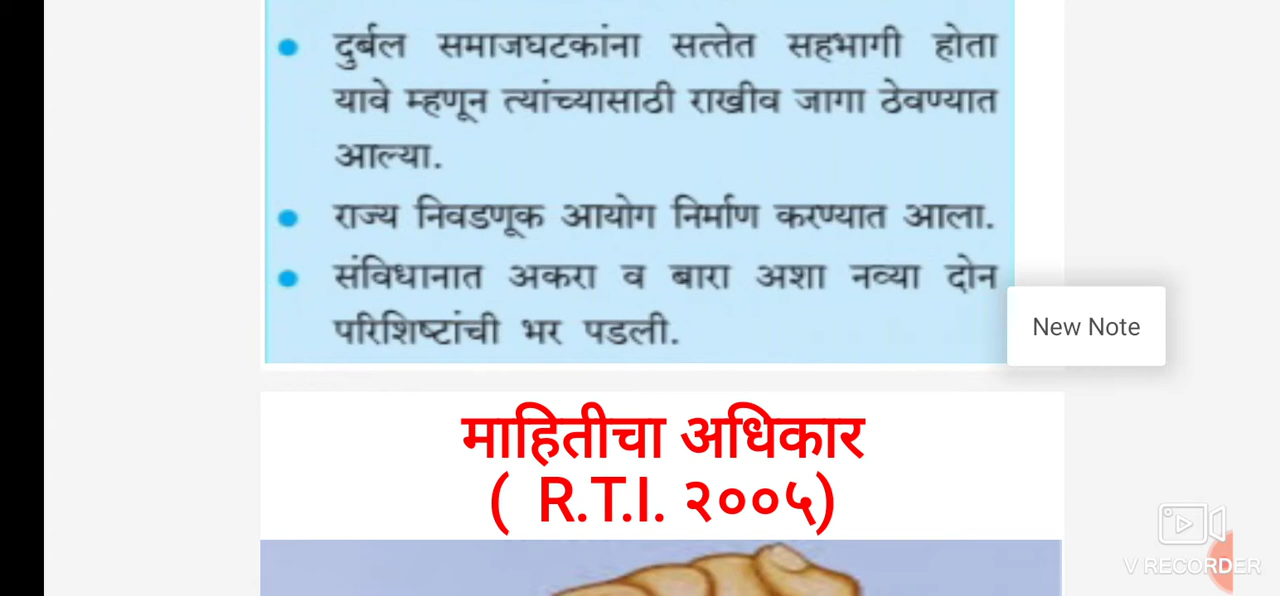 दुर्बल समाजघटकांना सत्तेत सहभागी होता
यावे म्हणून त्यांच्यासाठी राखीव जागा ठेवण्यात
आल्या.
राज्य निवडणूक आयोग निर्माण करण्यात आला.
संविधानात अकरा व बारा अशा नव्या दोन
परिशिष्टांची भर पडली.
New Note
माहितीचा अधिकार
( R.T.I. २००५)
V RECORDER